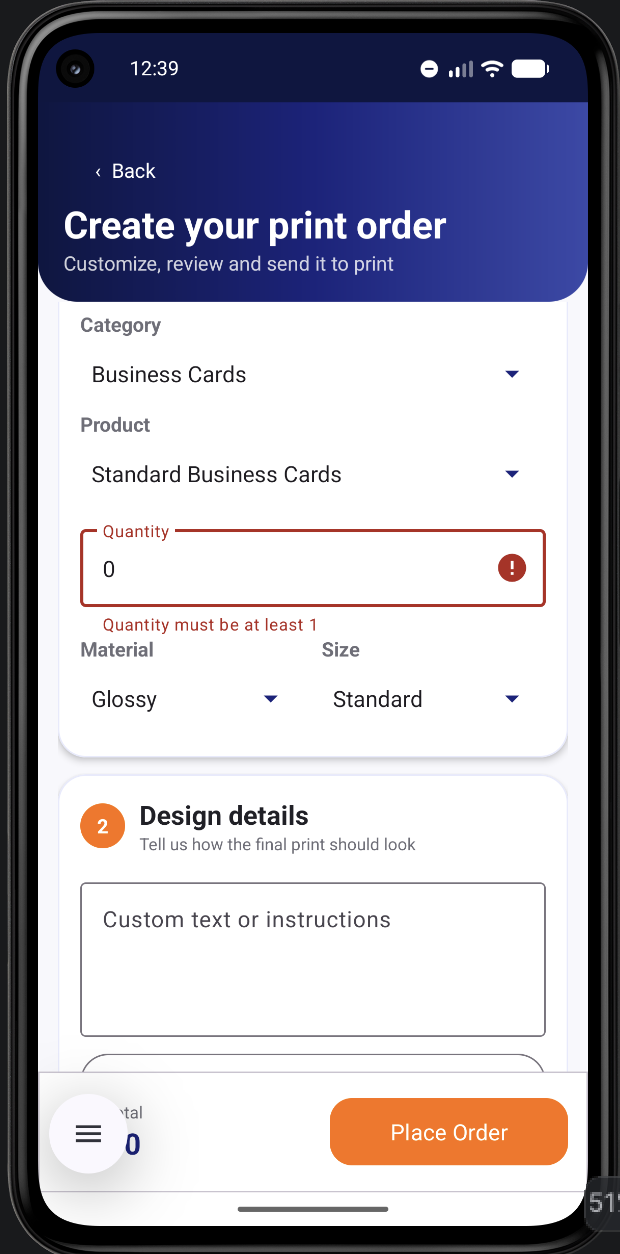 12:39
‹ Back
Create your print order
Customize, review and send it to print
Category
Business Cards
Product
Standard Business Cards
Quantity
0
!
Quantity must be at least 1
Material Size
Glossy Standard
2
Design details
Tell us how the final print should look
Custom text or instructions
0
Place Order